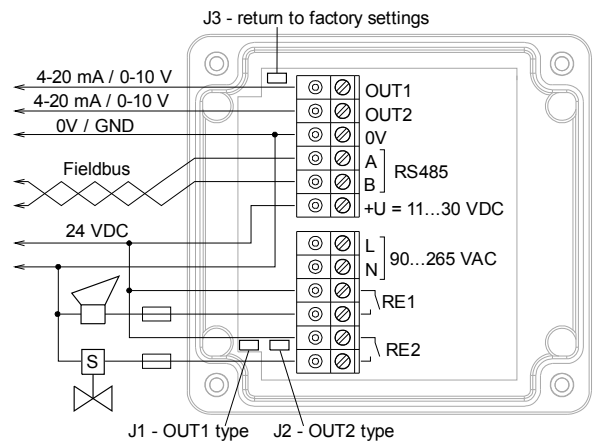 J3 - return to factory settings
4-20 mA / 0-10 V
OUT1
4-20 mA / 0-10 V
OUT2
0V / GND
0V
Fieldbus
A
B
RS485
+U = 11...30 VDC
24 VDC
L
N
90...265 VAC
RE1
RE2
S
J1 - OUT1 type
J2 - OUT2 type